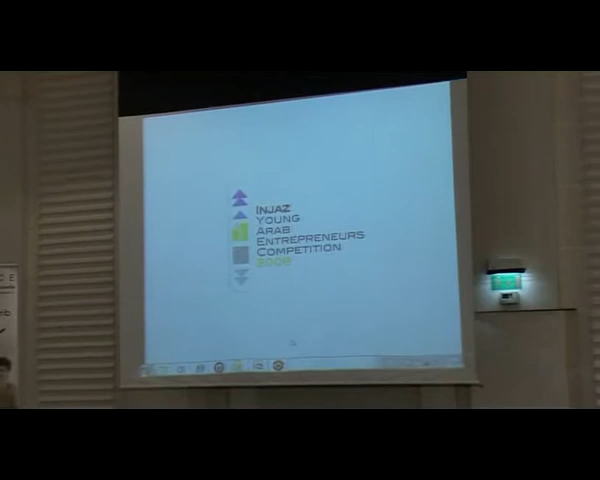 INJAZ
YOUNG
ARAB
ENTREPRENEURS
COMPETITION
2008
C E